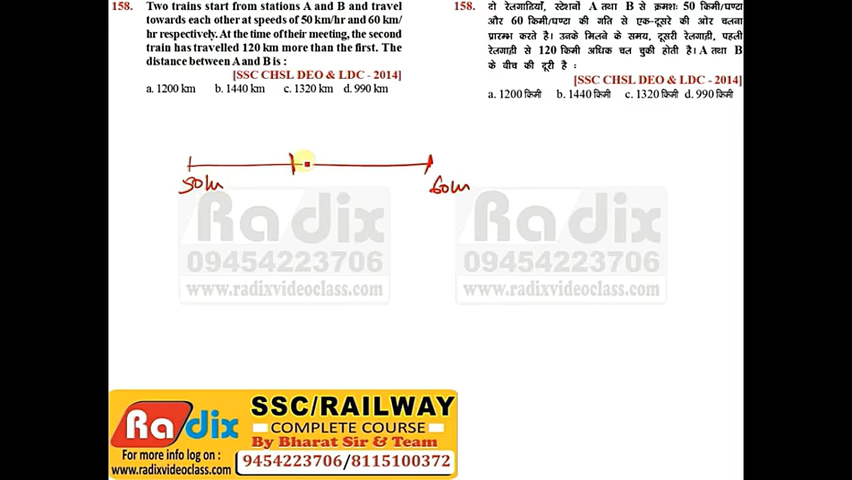 158. Two trains start from stations A and B and travel
towards each other at speeds of 50 km/hr and 60 km/
hr respectively. At the time of their meeting, the second
train has travelled 120 km more than the first. The
distance between A and B is :
[SSC CHSL DEO & LDC - 2014]
a. 1200 km b. 1440 km c. 1320 km d. 990 km
158. दो रेलगाड़ियाँ, स्टेशनों A तथा B से क्रमशः 50 किमी/घण्टा
और 60 किमी/घण्टा की गति से एक-दूसरे की ओर चलना
प्रारम्भ करते है। उनके मिलने के समय, दूसरी रेलगाड़ी, पहली
रेलगाड़ी से 120 किमी अधिक चल चुकी होती है। A तथा B
के बीच की दूरी है :
[SSC CHSL DEO & LDC - 2014]
a. 1200 किमी b. 1440 किमी c. 1320 किमी d. 990 किमी
50
60
Radix
09454223706
www.radixvideoclass.com
Radix
09454223706
www.radixvideoclass.com
Radix
For more info log on :
www.radixvideoclass.com
SSC/RAILWAY
COMPLETE COURSE
By Bharat Sir & Team
9454223706/8115100372